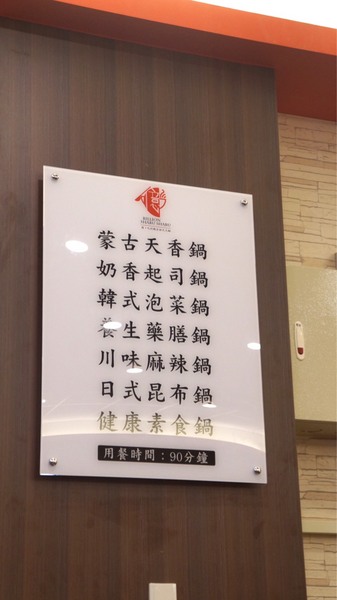 蒙古天香鍋
奶香起司鍋
韓式泡菜鍋
養生藥膳鍋
川味麻辣鍋
日式昆布鍋
健康素食鍋
用餐時間：90分鐘